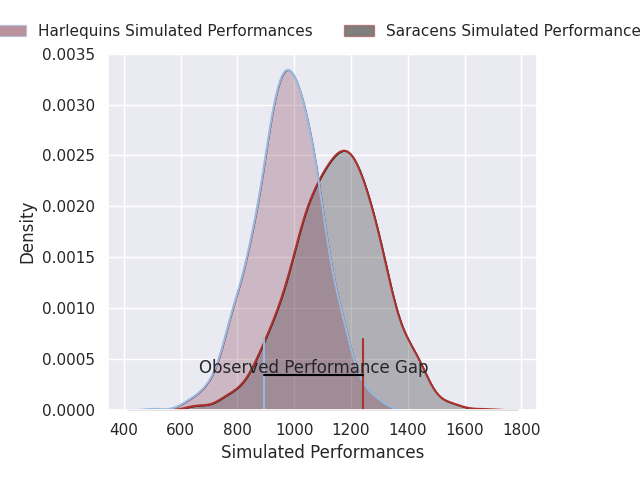 Harlequins Simulated Performances
Saracens Simulated Performance
0.0035
0.0030
0.0025
0.0020
0.0015
0.0010
0.0005
0.0000
Density
Observed Performance Gap
400 600 800 1000 1200 1400 1600 1800
Simulated Performances